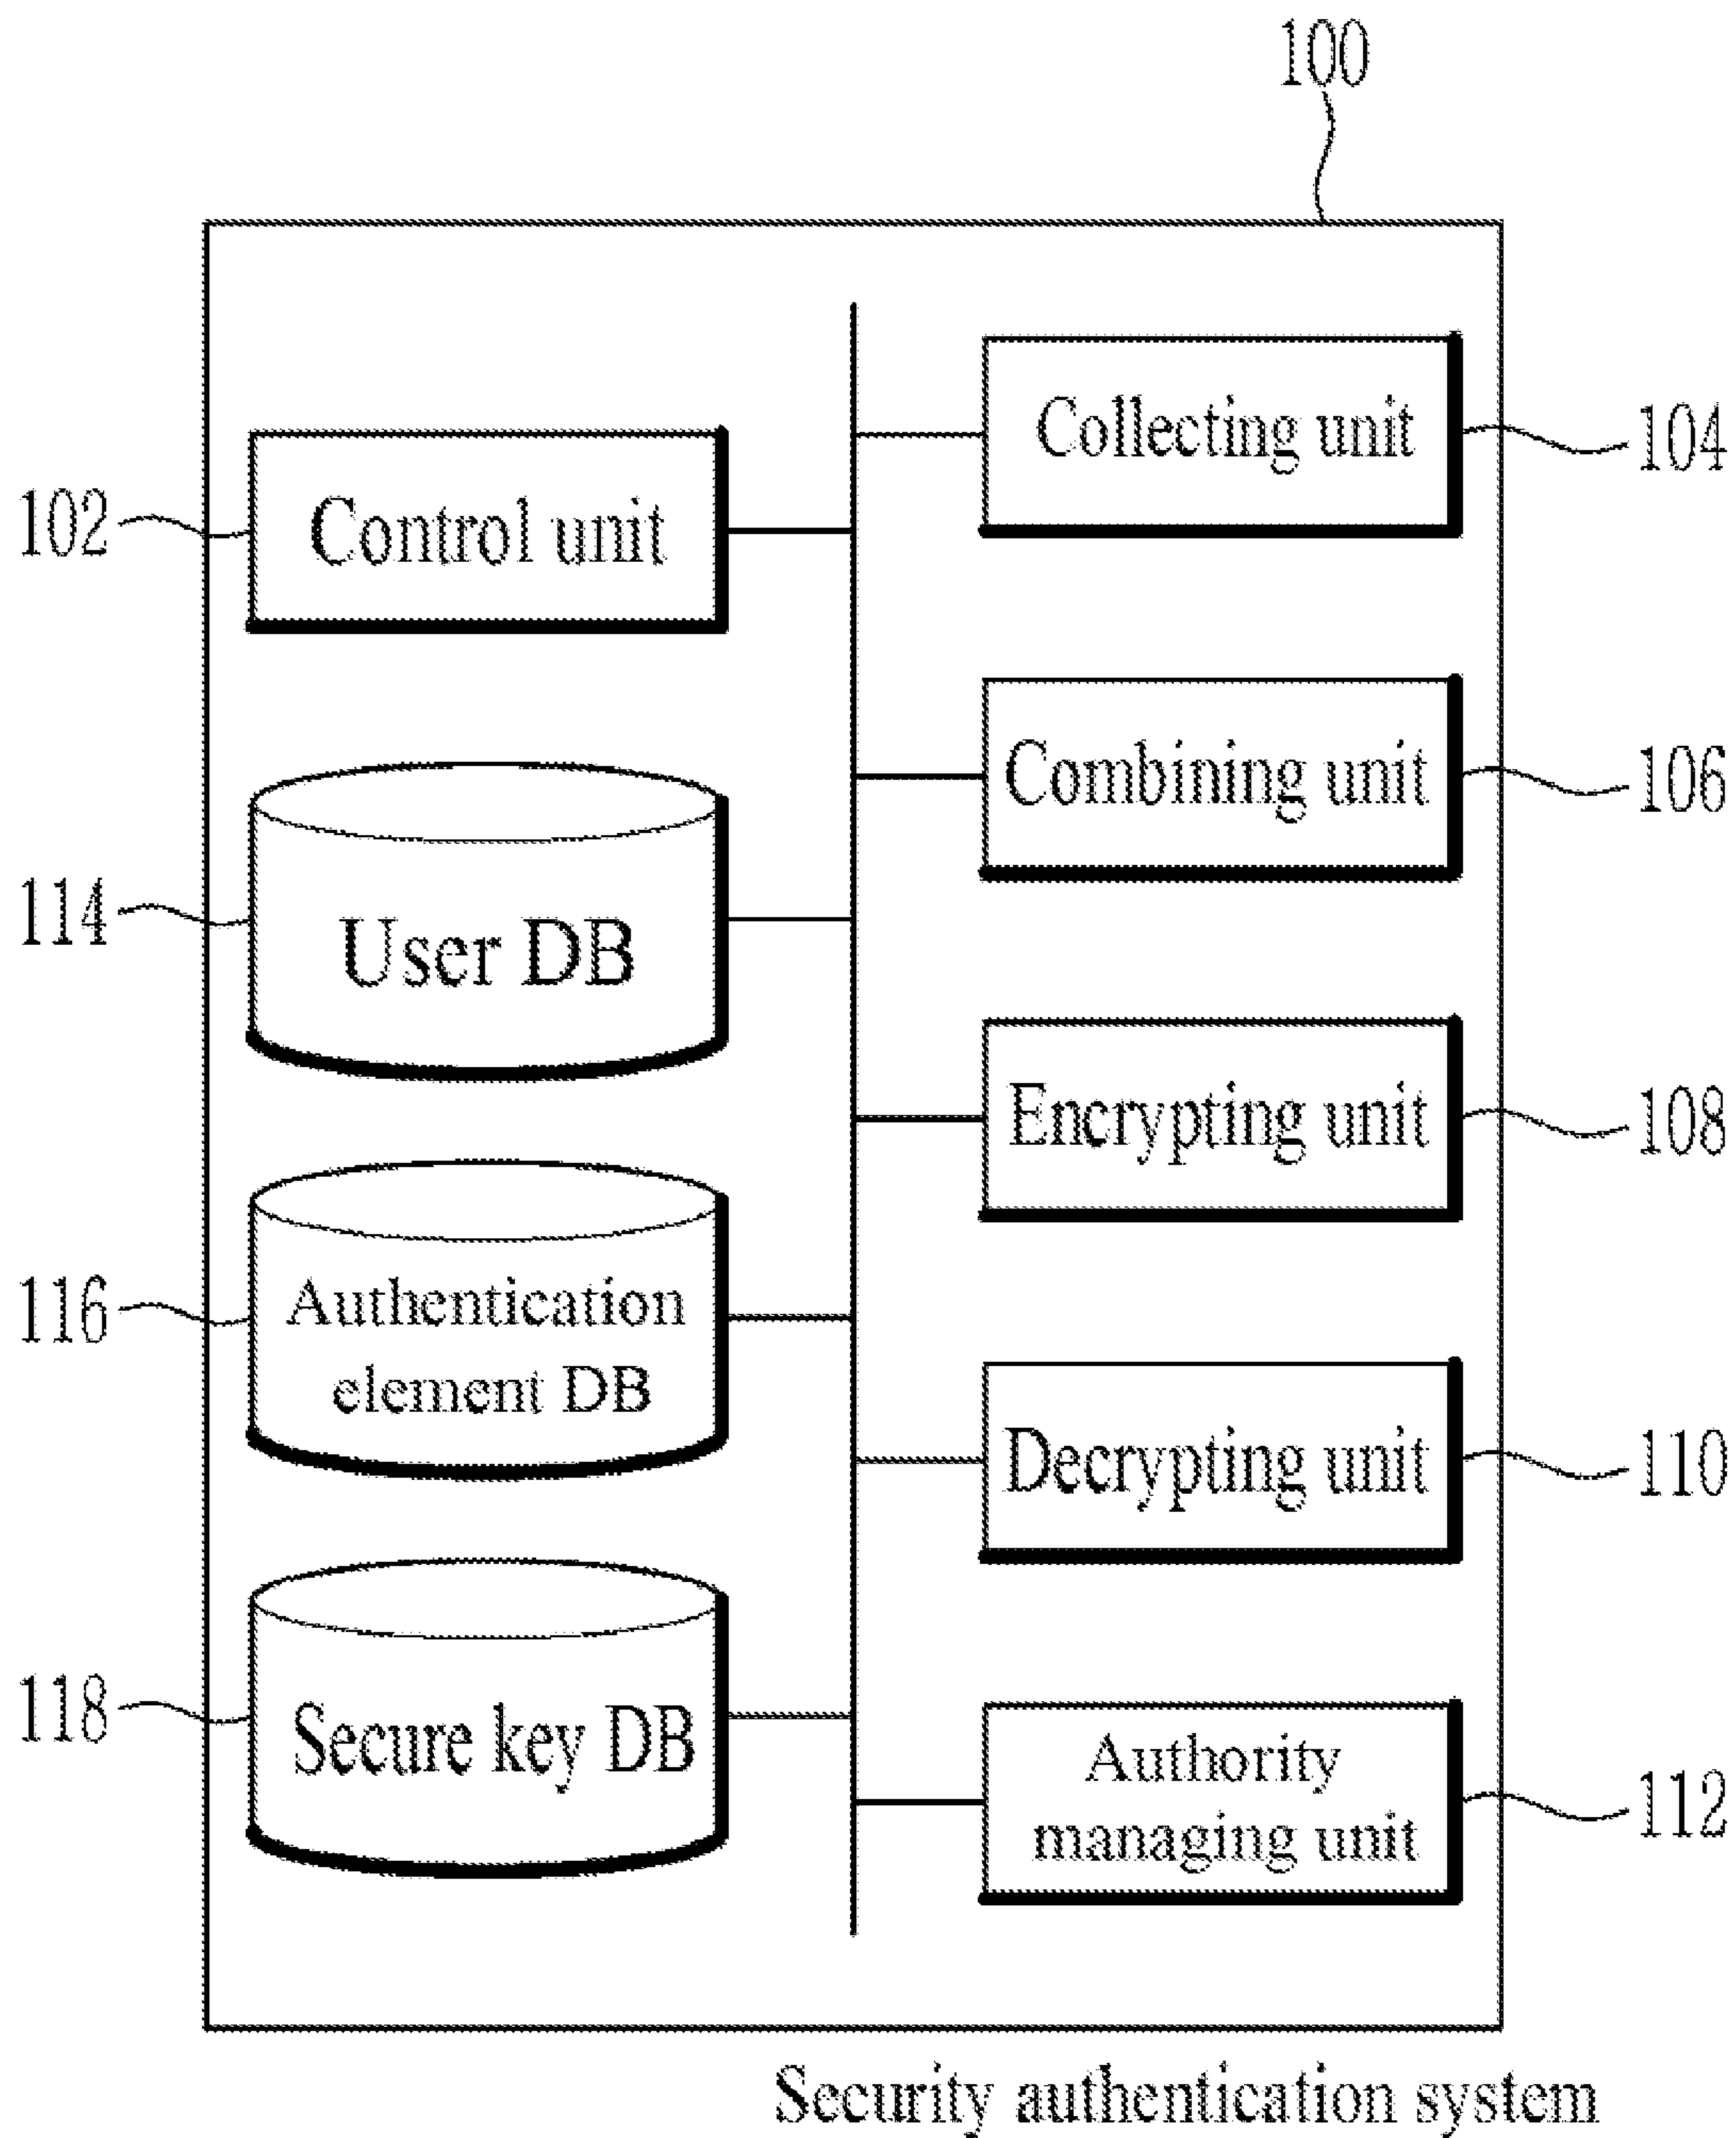 100
Collecting unit
104
102
Control unit
Combining unit
106
114
User DB
Encrypting unit
108
116
Authentication
element DB
Decrypting unit
110
118
Secure key DB
Authority
managing unit
112
Security authentication system